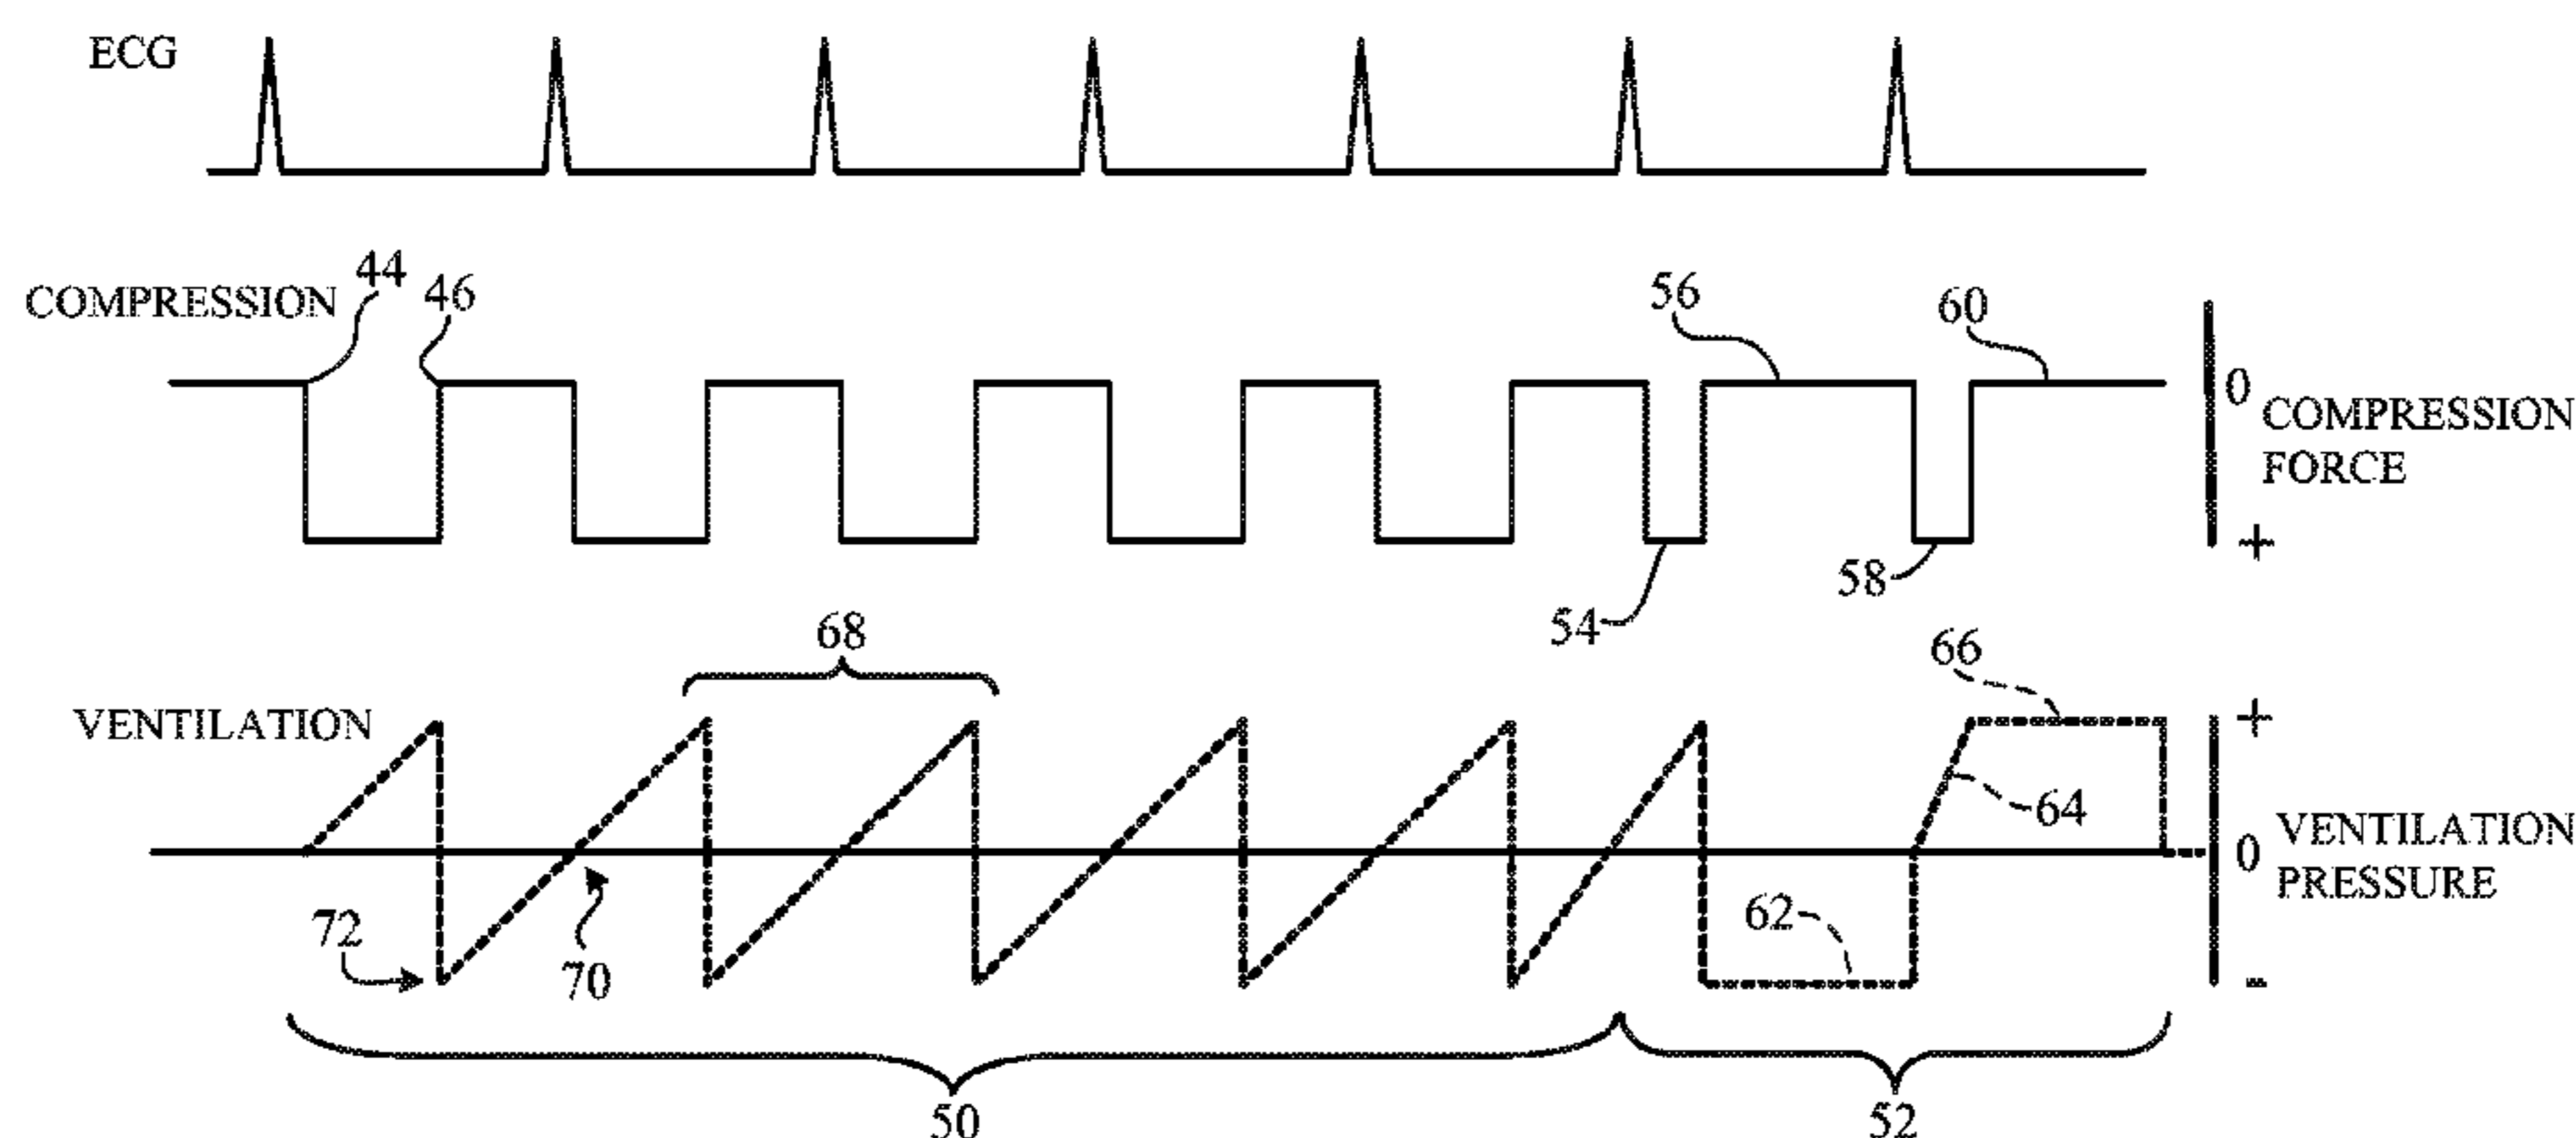 ECG
COMPRESSION
44
46
56
60
0
COMPRESSION
FORCE
+
54
58
68
66
VENTILATION
+
64
0
VENTILATION
PRESSURE
72
70
62
-
50
52